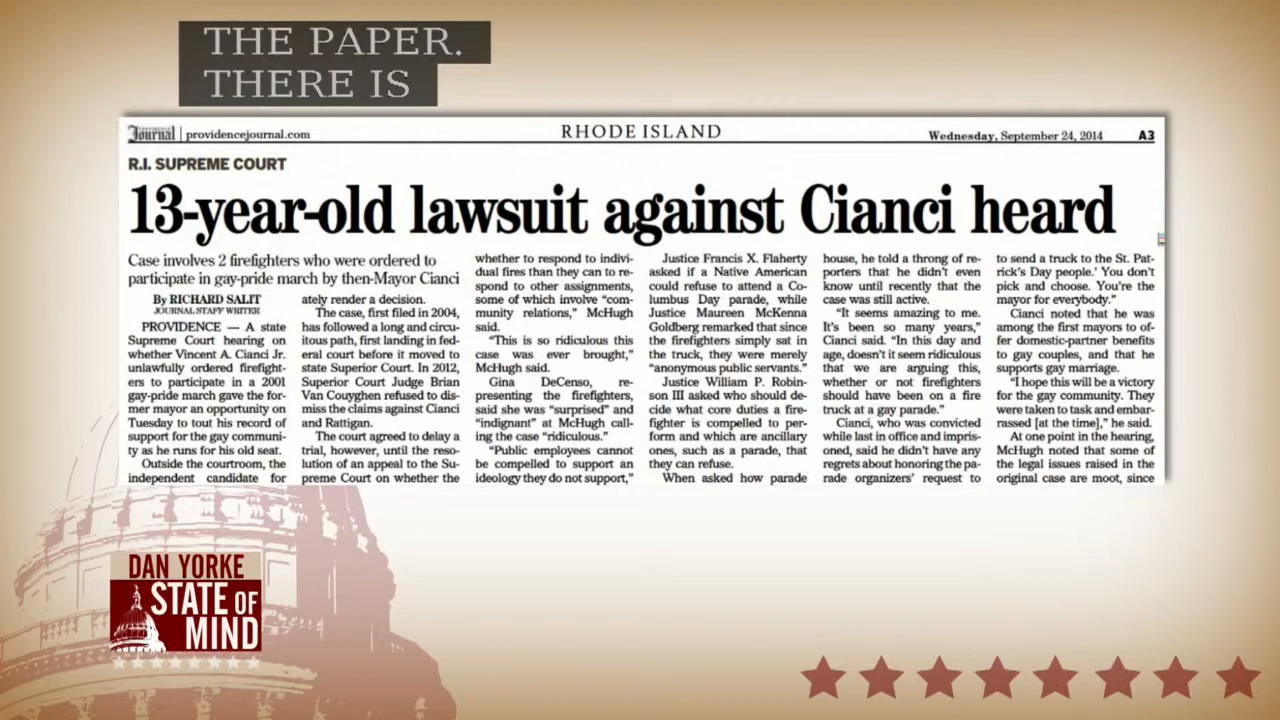 THE PAPER.
THERE IS
Journal | providencejournal.com
RHODE ISLAND
Wednesday, September 24, 2014 A3
R.I. SUPREME COURT
13-year-old lawsuit against Cianci heard
Case involves 2 firefighters who were ordered to
participate in gay-pride march by then-Mayor Cianci
By RICHARD SALIT
JOURNAL STAFF WRITER
PROVIDENCE — A state
Supreme Court hearing on
whether Vincent A. Cianci Jr.
unlawfully ordered firefight-
ers to participate in a 2001
gay-pride march gave the for-
mer mayor an opportunity on
Tuesday to tout his record of
support for the gay communi-
ty as he runs for his old seat.
Outside the courtroom, the
independent candidate for
ately render a decision.
The case, first filed in 2004,
has followed a long and circu-
itous path, first landing in fed-
eral court before it moved to
state Superior Court. In 2012,
Superior Court Judge Brian
Van Couyghen refused to dis-
miss the claims against Cianci
and Rattigan.
The court agreed to delay a
trial, however, until the reso-
lution of an appeal to the Su-
preme Court on whether the
whether to respond to indivi-
dual fires than they can to re-
spond to other assignments,
some of which involve “com-
munity relations,” McHugh
said.
“This is so ridiculous this
case was ever brought,”
McHugh said.
Gina DeCenso, re-
presenting the firefighters,
said she was “surprised” and
“indignant” at McHugh call-
ing the case “ridiculous.”
“Public employees cannot
be compelled to support an
ideology they do not support,”
Justice Francis X. Flaherty
asked if a Native American
could refuse to attend a Co-
lumbus Day parade, while
Justice Maureen McKenna
Goldberg remarked that since
the firefighters simply sat in
the truck, they were merely
“anonymous public servants.”
Justice William P. Robin-
son III asked who should de-
cide what core duties a fire-
fighter is compelled to per-
form and which are ancillary
ones, such as a parade, that
they can refuse.
When asked how parade
house, he told a throng of re-
porters that he didn’t even
know until recently that the
case was still active.
“It seems amazing to me.
It’s been so many years,”
Cianci said. “In this day and
age, doesn’t it seem ridiculous
that we are arguing this,
whether or not firefighters
should have been on a fire
truck at a gay parade.”
Cianci, who was convicted
while last in office and impris-
oned, said he didn’t have any
regrets about honoring the pa-
rade organizers’ request to
to send a truck to the St. Pat-
rick’s Day people.’ You don’t
pick and choose. You’re the
mayor for everybody.”
Cianci noted that he was
among the first mayors to of-
fer domestic-partner benefits
to gay couples, and that he
supports gay marriage.
“I hope this will be a victory
for the gay community. They
were taken to task and embar-
rassed [at the time],” he said.
At one point in the hearing,
McHugh noted that some of
the legal issues raised in the
original case are moot, since
DAN YORKE
STATE OF
MIND